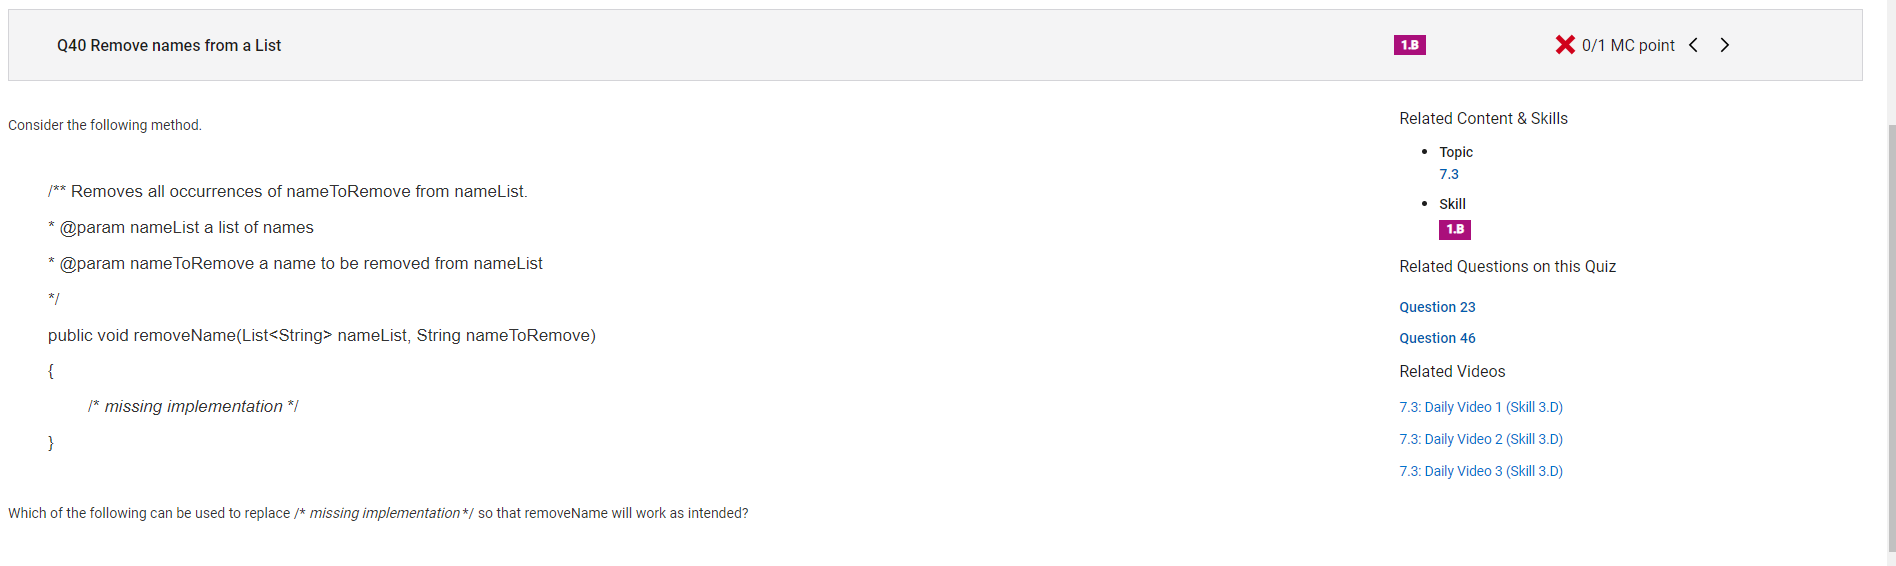 Q40 Remove names from a List
1.B
0/1 MC point
Consider the following method.
/** Removes all occurrences of nameToRemove from nameList.
* @param nameList a list of names
* @param nameToRemove a name to be removed from nameList
*/
public void removeName(List<String> nameList, String nameToRemove)
{
/* missing implementation */
}
Which of the following can be used to replace /* missing implementation */ so that removeName will work as intended?
Related Content & Skills
• Topic
7.3
• Skill
1.B
Related Questions on this Quiz
Question 23
Question 46
Related Videos
7.3: Daily Video 1 (Skill 3.D)
7.3: Daily Video 2 (Skill 3.D)
7.3: Daily Video 3 (Skill 3.D)